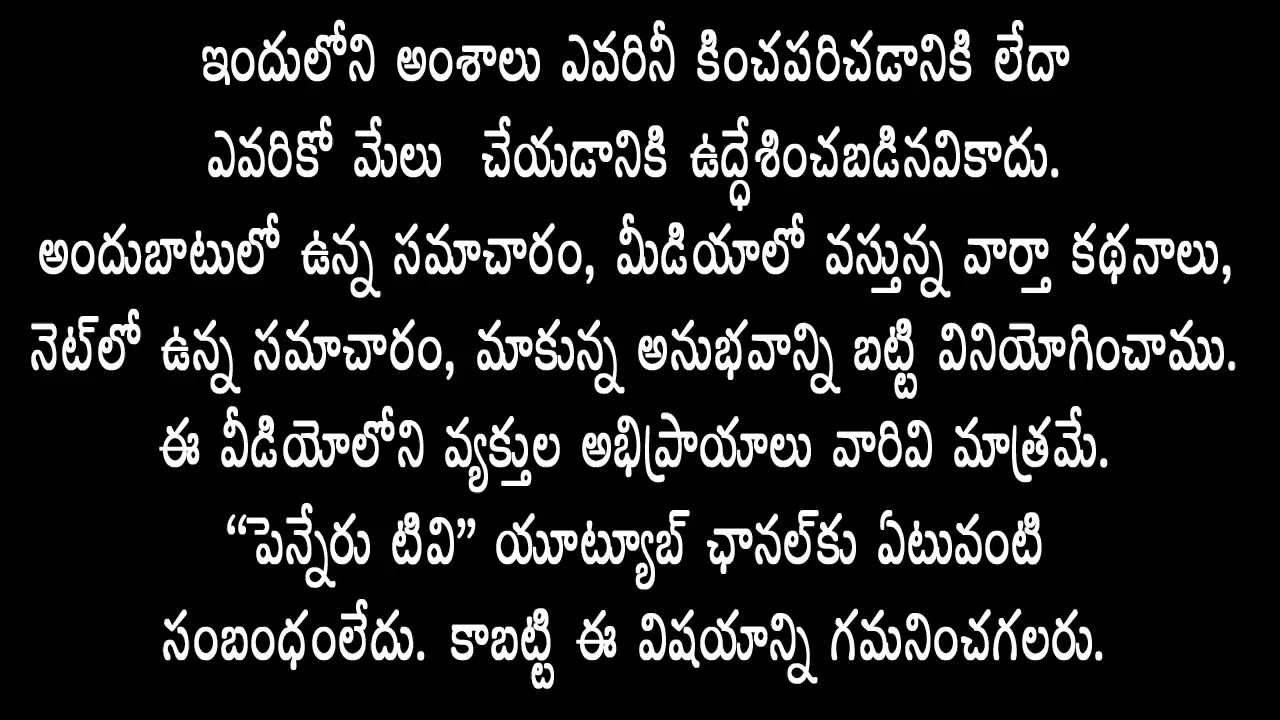 ఇందులోని అంశాలు ఎవరినీ కించపరిచడానికి లేదా
ఎవరికో మేలు చేయడానికి ఉద్ధేశించబడినవికాదు.
అందుబాటులో ఉన్న సమాచారం, మీడియాలో వస్తున్న వార్తా కథనాలు,
నెట్‌లో ఉన్న సమాచారం, మాకున్న అనుభవాన్ని బట్టి వినియోగించాము.
ఈ వీడియోలోని వ్యక్తుల అభిప్రాయాలు వారివి మాత్రమే.
“పెన్నేరు టివి” యూట్యూబ్ ఛానల్‌కు ఏటువంటి
సంబంధంలేదు. కాబట్టి ఈ విషయాన్ని గమనించగలరు.